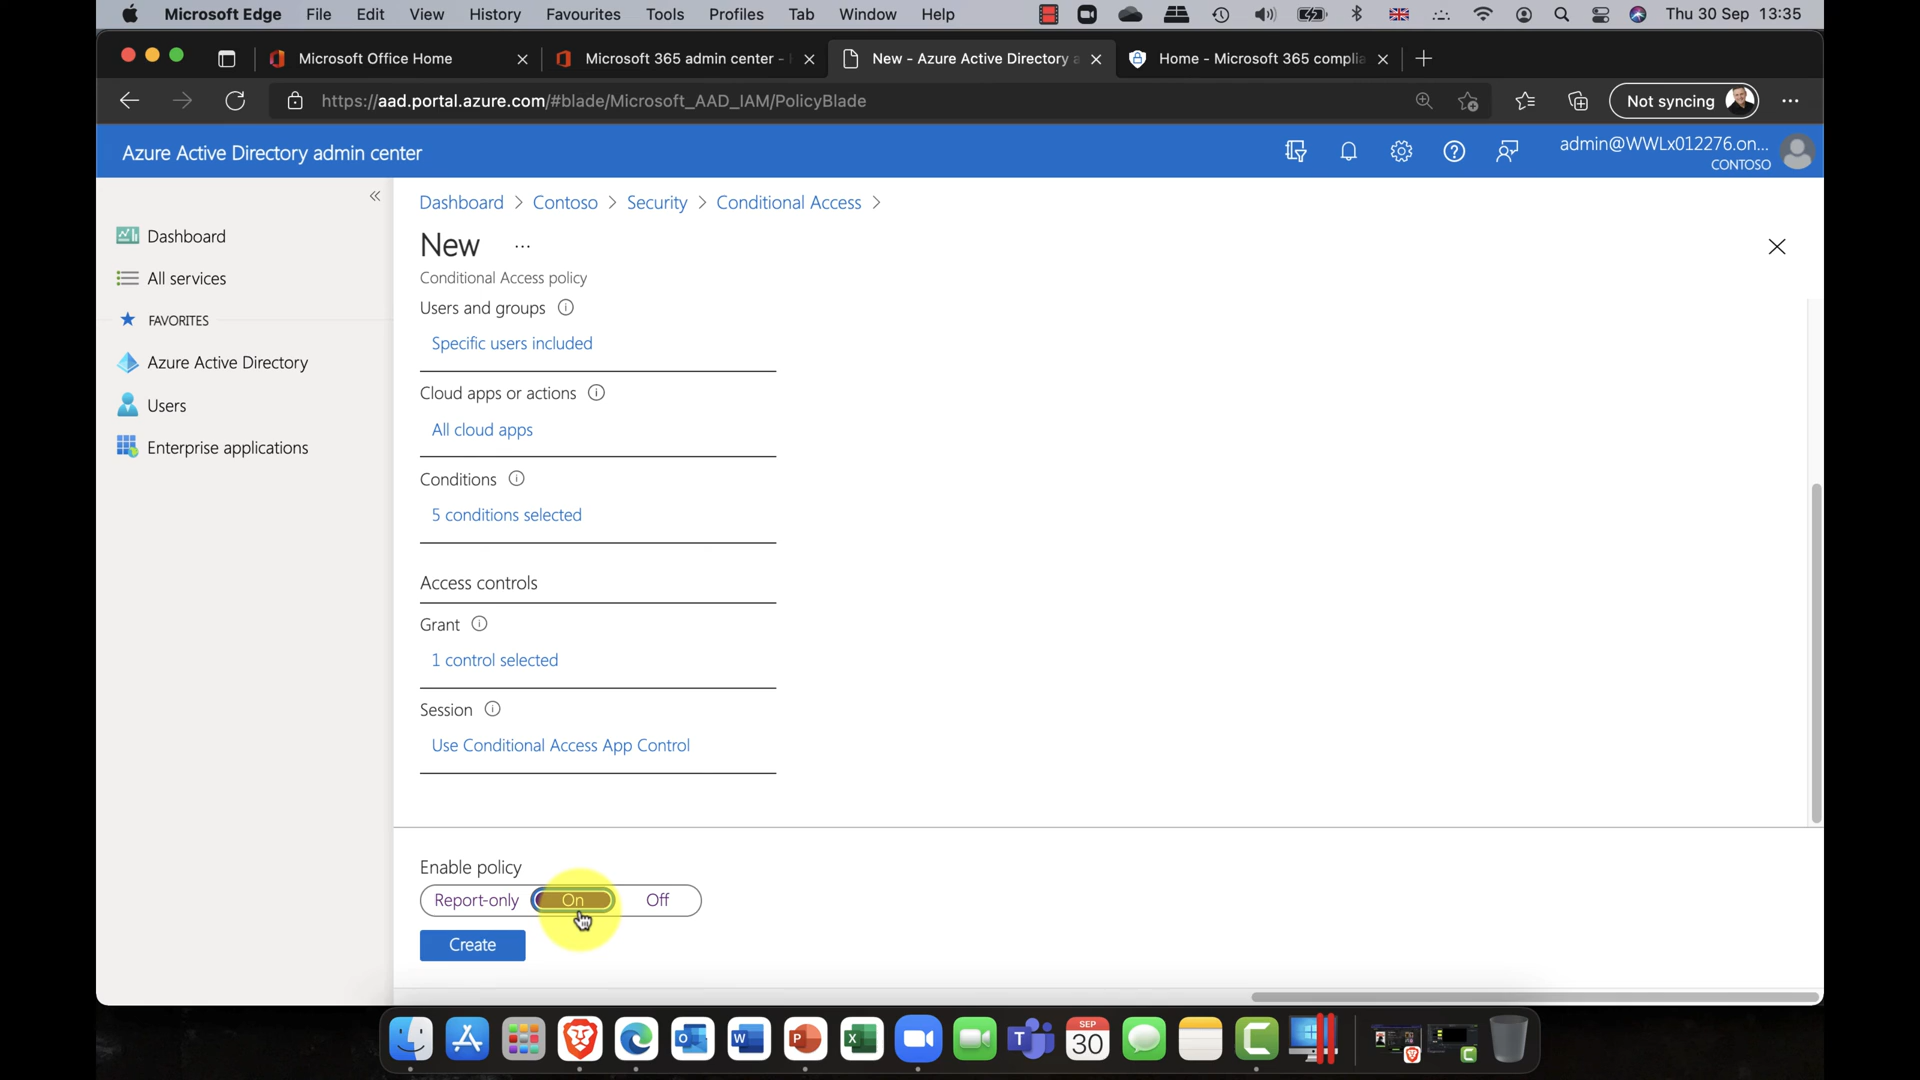 Microsoft Edge File Edit View History Favourites Tools Profiles Tab Window Help Thu 30 Sep 13:35
Microsoft Office Home Microsoft 365 admin center - New - Azure Active Directory a Home - Microsoft 365 complia
https://aad.portal.azure.com/#blade/Microsoft_AAD_IAM/PolicyBlade Not syncing
Azure Active Directory admin center
admin@WWLx012276.on...
CONTOSO
Dashboard
All services
FAVORITES
Azure Active Directory
Users
Enterprise applications
Dashboard > Contoso > Security > Conditional Access >
New ...
Conditional Access policy
Users and groups
Specific users included
Cloud apps or actions
All cloud apps
Conditions
5 conditions selected
Access controls
Grant
1 control selected
Session
Use Conditional Access App Control
Enable policy
Report-only On Off
Create
SEP
30